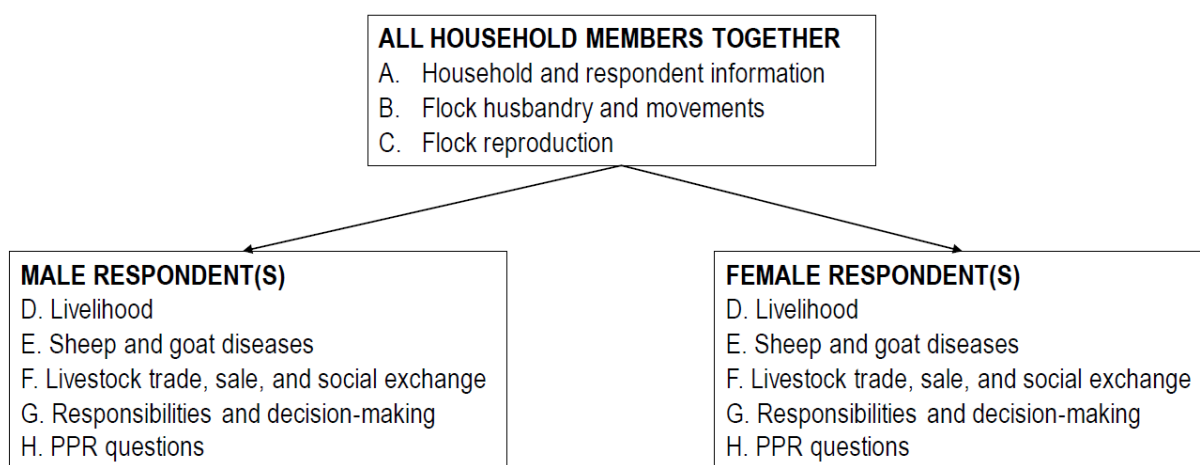 ALL HOUSEHOLD MEMBERS TOGETHER
A. Household and respondent information
B. Flock husbandry and movements
C. Flock reproduction
MALE RESPONDENT(S)
D. Livelihood
E. Sheep and goat diseases
F. Livestock trade, sale, and social exchange
G. Responsibilities and decision-making
H. PPR questions
FEMALE RESPONDENT(S)
D. Livelihood
E. Sheep and goat diseases
F. Livestock trade, sale, and social exchange
G. Responsibilities and decision-making
H. PPR questions